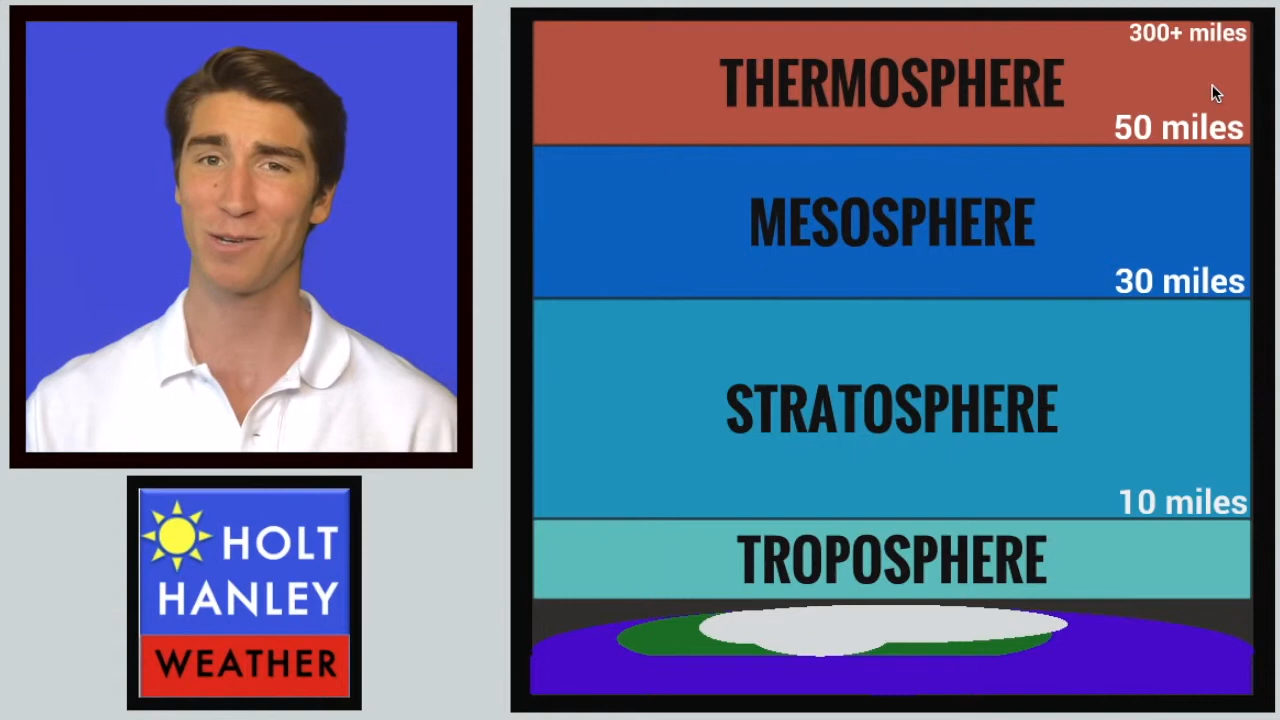 HOLT
HANLEY
WEATHER
300+ miles
THERMOSPHERE
50 miles
MESOSPHERE
30 miles
STRATOSPHERE
10 miles
TROPOSPHERE